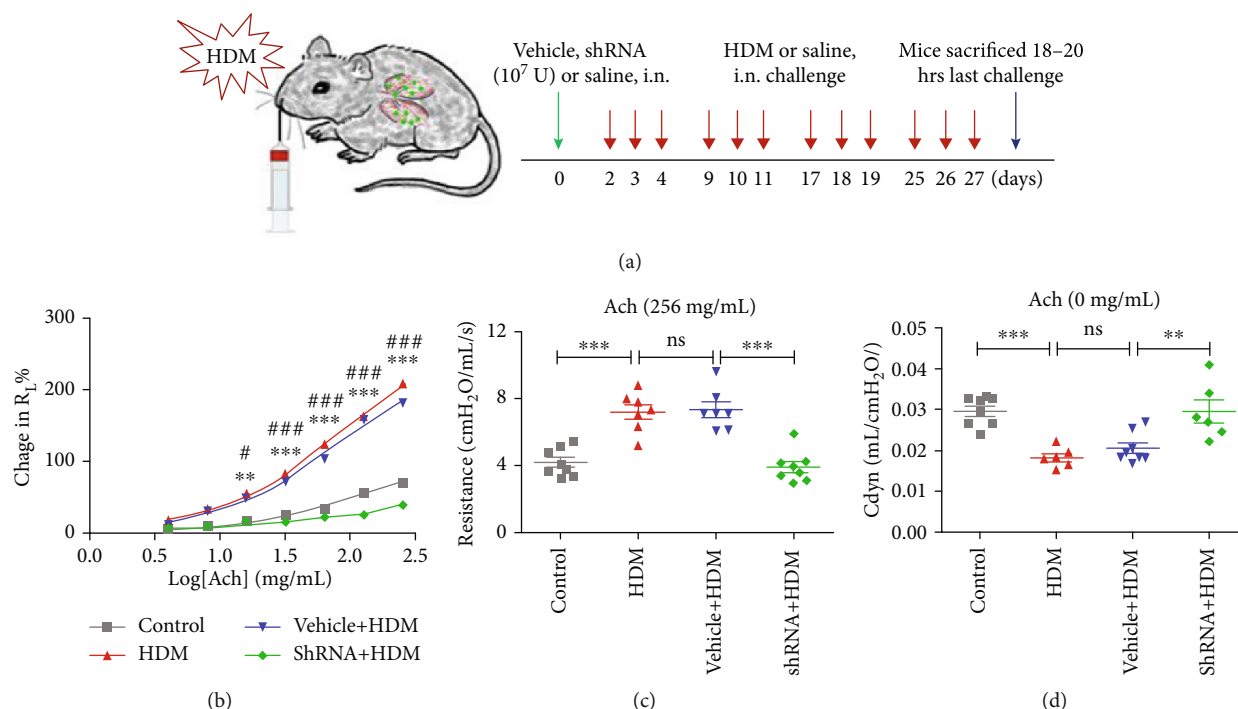 HDM
Vehicle, shRNA
(10⁷ U) or saline, i.n.
HDM or saline,
i.n. challenge
Mice sacrificed 18–20
hrs last challenge
0 2 3 4 9 10 11 17 18 19 25 26 27 (days)
(a)
Chage in R_L%
300
200
100
0
###
***
###
***
###
***
###
***
#
**
0.0 0.5 1.0 1.5 2.0 2.5
Log[Ach] (mg/mL)
Control
HDM
Vehicle+HDM
ShRNA+HDM
(b)
Ach (256 mg/mL)
Resistance (cmH₂O/mL/s)
12
8
4
0
*** ns ***
Control
HDM
Vehicle+HDM
shRNA+HDM
(c)
Ach (0 mg/mL)
Cdyn (mL/cmH₂O/)
0.05
0.04
0.03
0.02
0.01
0.00
*** ns **
Control
HDM
Vehicle+HDM
ShRNA+HDM
(d)